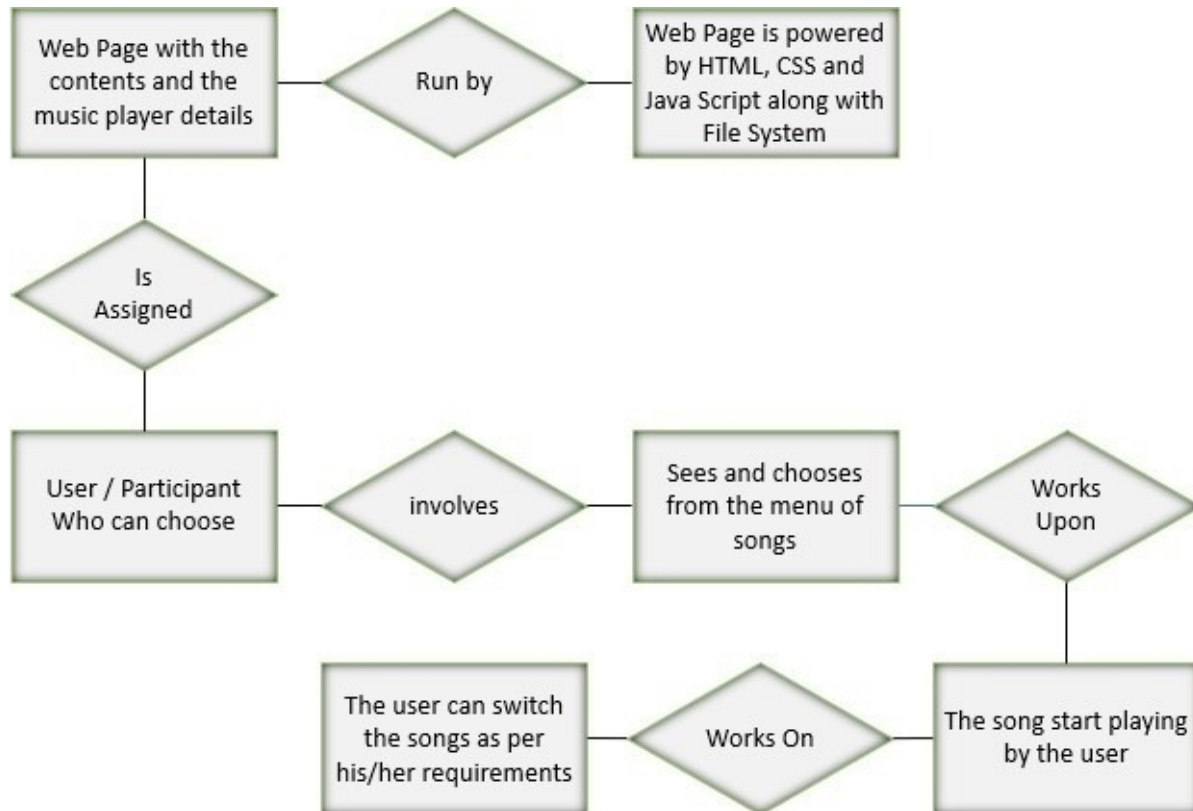 Web Page with the
contents and the
music player details
Run by
Web Page is powered
by HTML, CSS and
Java Script along with
File System
Is
Assigned
User / Participant
Who can choose
involves
Sees and chooses
from the menu of
songs
Works
Upon
The user can switch
the songs as per
his/her requirements
Works On
The song start playing
by the user